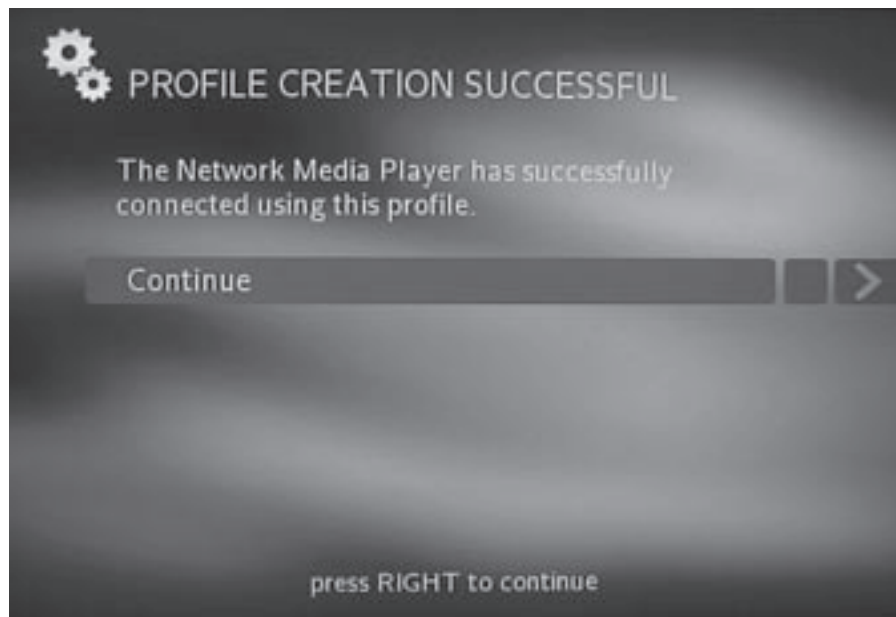 PROFILE CREATION SUCCESSFUL
The Network Media Player has successfully
connected using this profile.
Continue
press RIGHT to continue